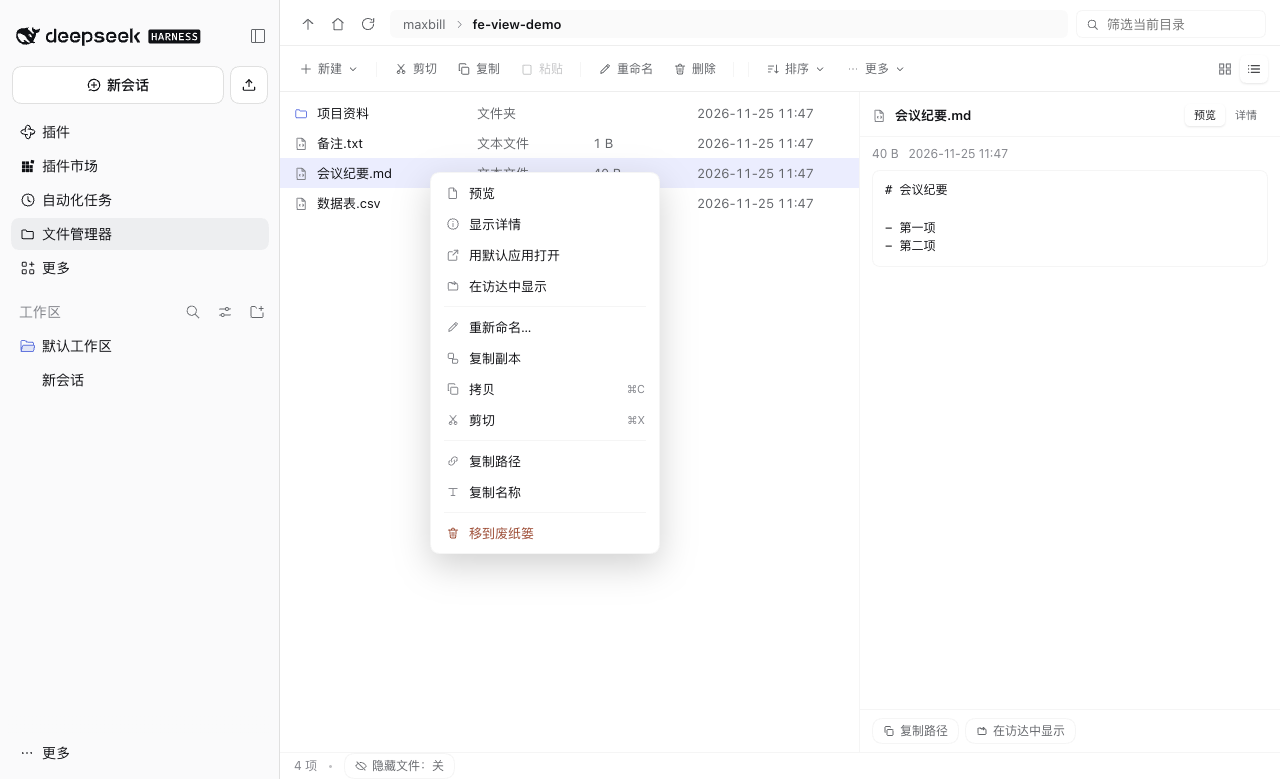 deepseek HARNESS
新会话
插件
插件市场
自动化任务
文件管理器
更多
工作区
默认工作区
新会话
更多
maxbill > fe-view-demo
筛选当前目录
新建 剪切 复制 粘贴 重命名 删除 排序 ··· 更多
项目资料 文件夹 2026-11-25 11:47
备注.txt 文本文件 1 B 2026-11-25 11:47
会议纪要.md 文本文件 40 B 2026-11-25 11:47
数据表.csv 2026-11-25 11:47
预览
显示详情
用默认应用打开
在访达中显示
重新命名...
复制副本
拷贝 ⌘C
剪切 ⌘X
复制路径
复制名称
移到废纸篓
会议纪要.md 预览 详情
40 B 2026-11-25 11:47
# 会议纪要
- 第一项
- 第二项
复制路径 在访达中显示
4 项 • 隐藏文件：关